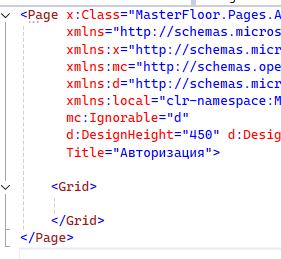 <Page x:Class="MasterFloor.Pages.A
xmlns="http://schemas.micros
xmlns:x="http://schemas.micr
xmlns:mc="http://schemas.ope
xmlns:d="http://schemas.micr
xmlns:local="clr-namespace:M
mc:Ignorable="d"
d:DesignHeight="450" d:Desig
Title="Авторизация">
<Grid>
</Grid>
</Page>